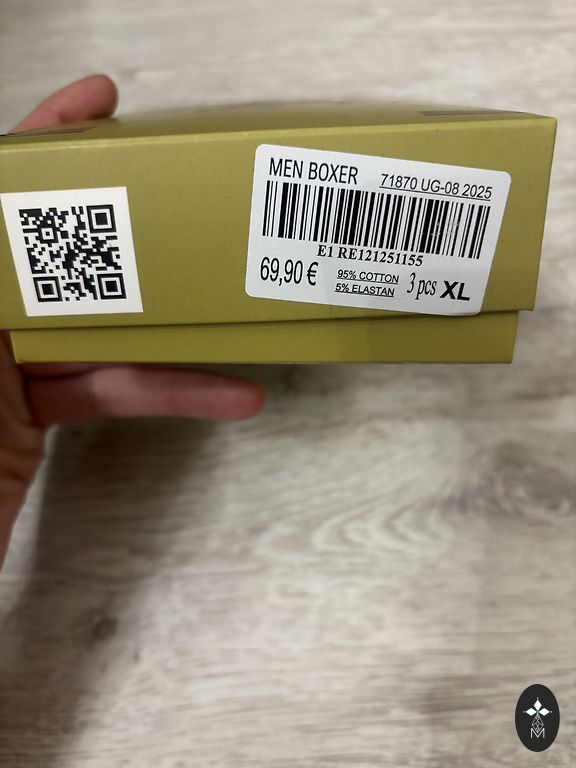 MEN BOXER
71870 UG-08 2025
E1 RE121251155
69,90 €
95% COTTON
5% ELASTAN
3 pcs XL
M